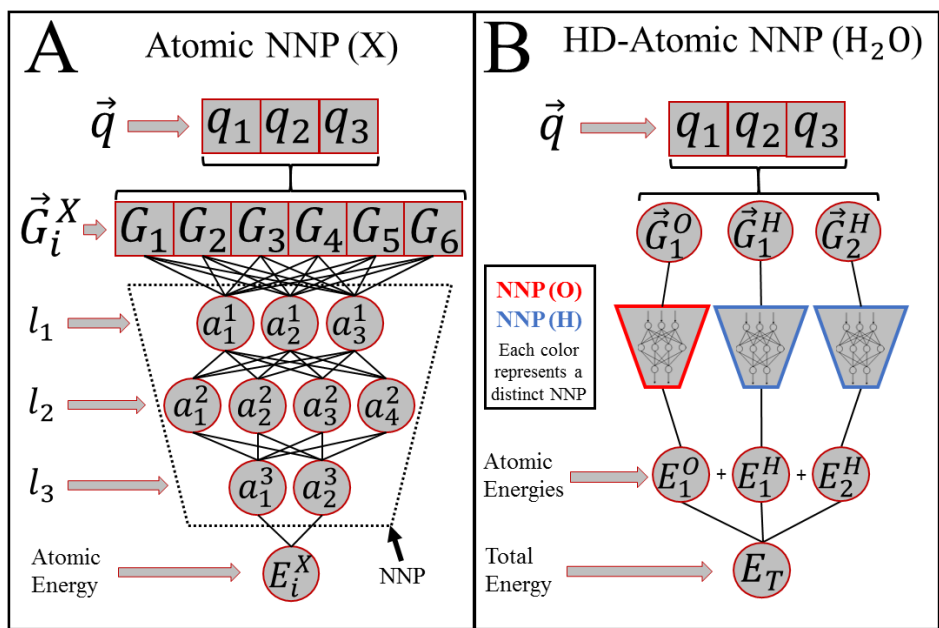 A
Atomic NNP (X)
q⃗
q₁ q₂ q₃
G⃗ᵢˣ
G₁ G₂ G₃ G₄ G₅ G₆
l₁
a₁¹ a₂¹ a₃¹
l₂
a₁² a₂² a₃² a₄²
l₃
a₁³ a₂³
Atomic
Energy
Eᵢˣ
NNP
B
HD-Atomic NNP (H₂O)
q⃗
q₁ q₂ q₃
G⃗₁ᴼ G⃗₁ᴴ G⃗₂ᴴ
NNP (O)
NNP (H)
Each color
represents a
distinct NNP
Atomic
Energies
E₁ᴼ + E₁ᴴ + E₂ᴴ
Total
Energy
E_T